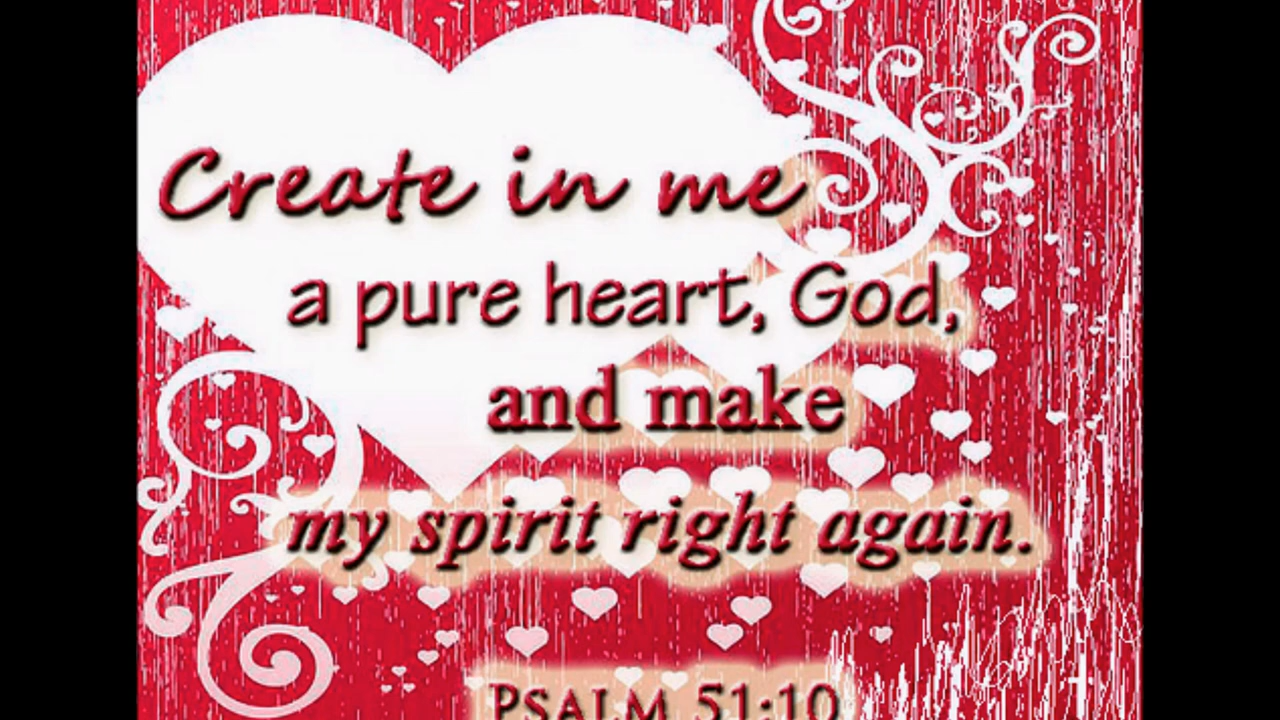 Create in me
a pure heart, God,
and make
my spirit right again.
PSALM 51:10